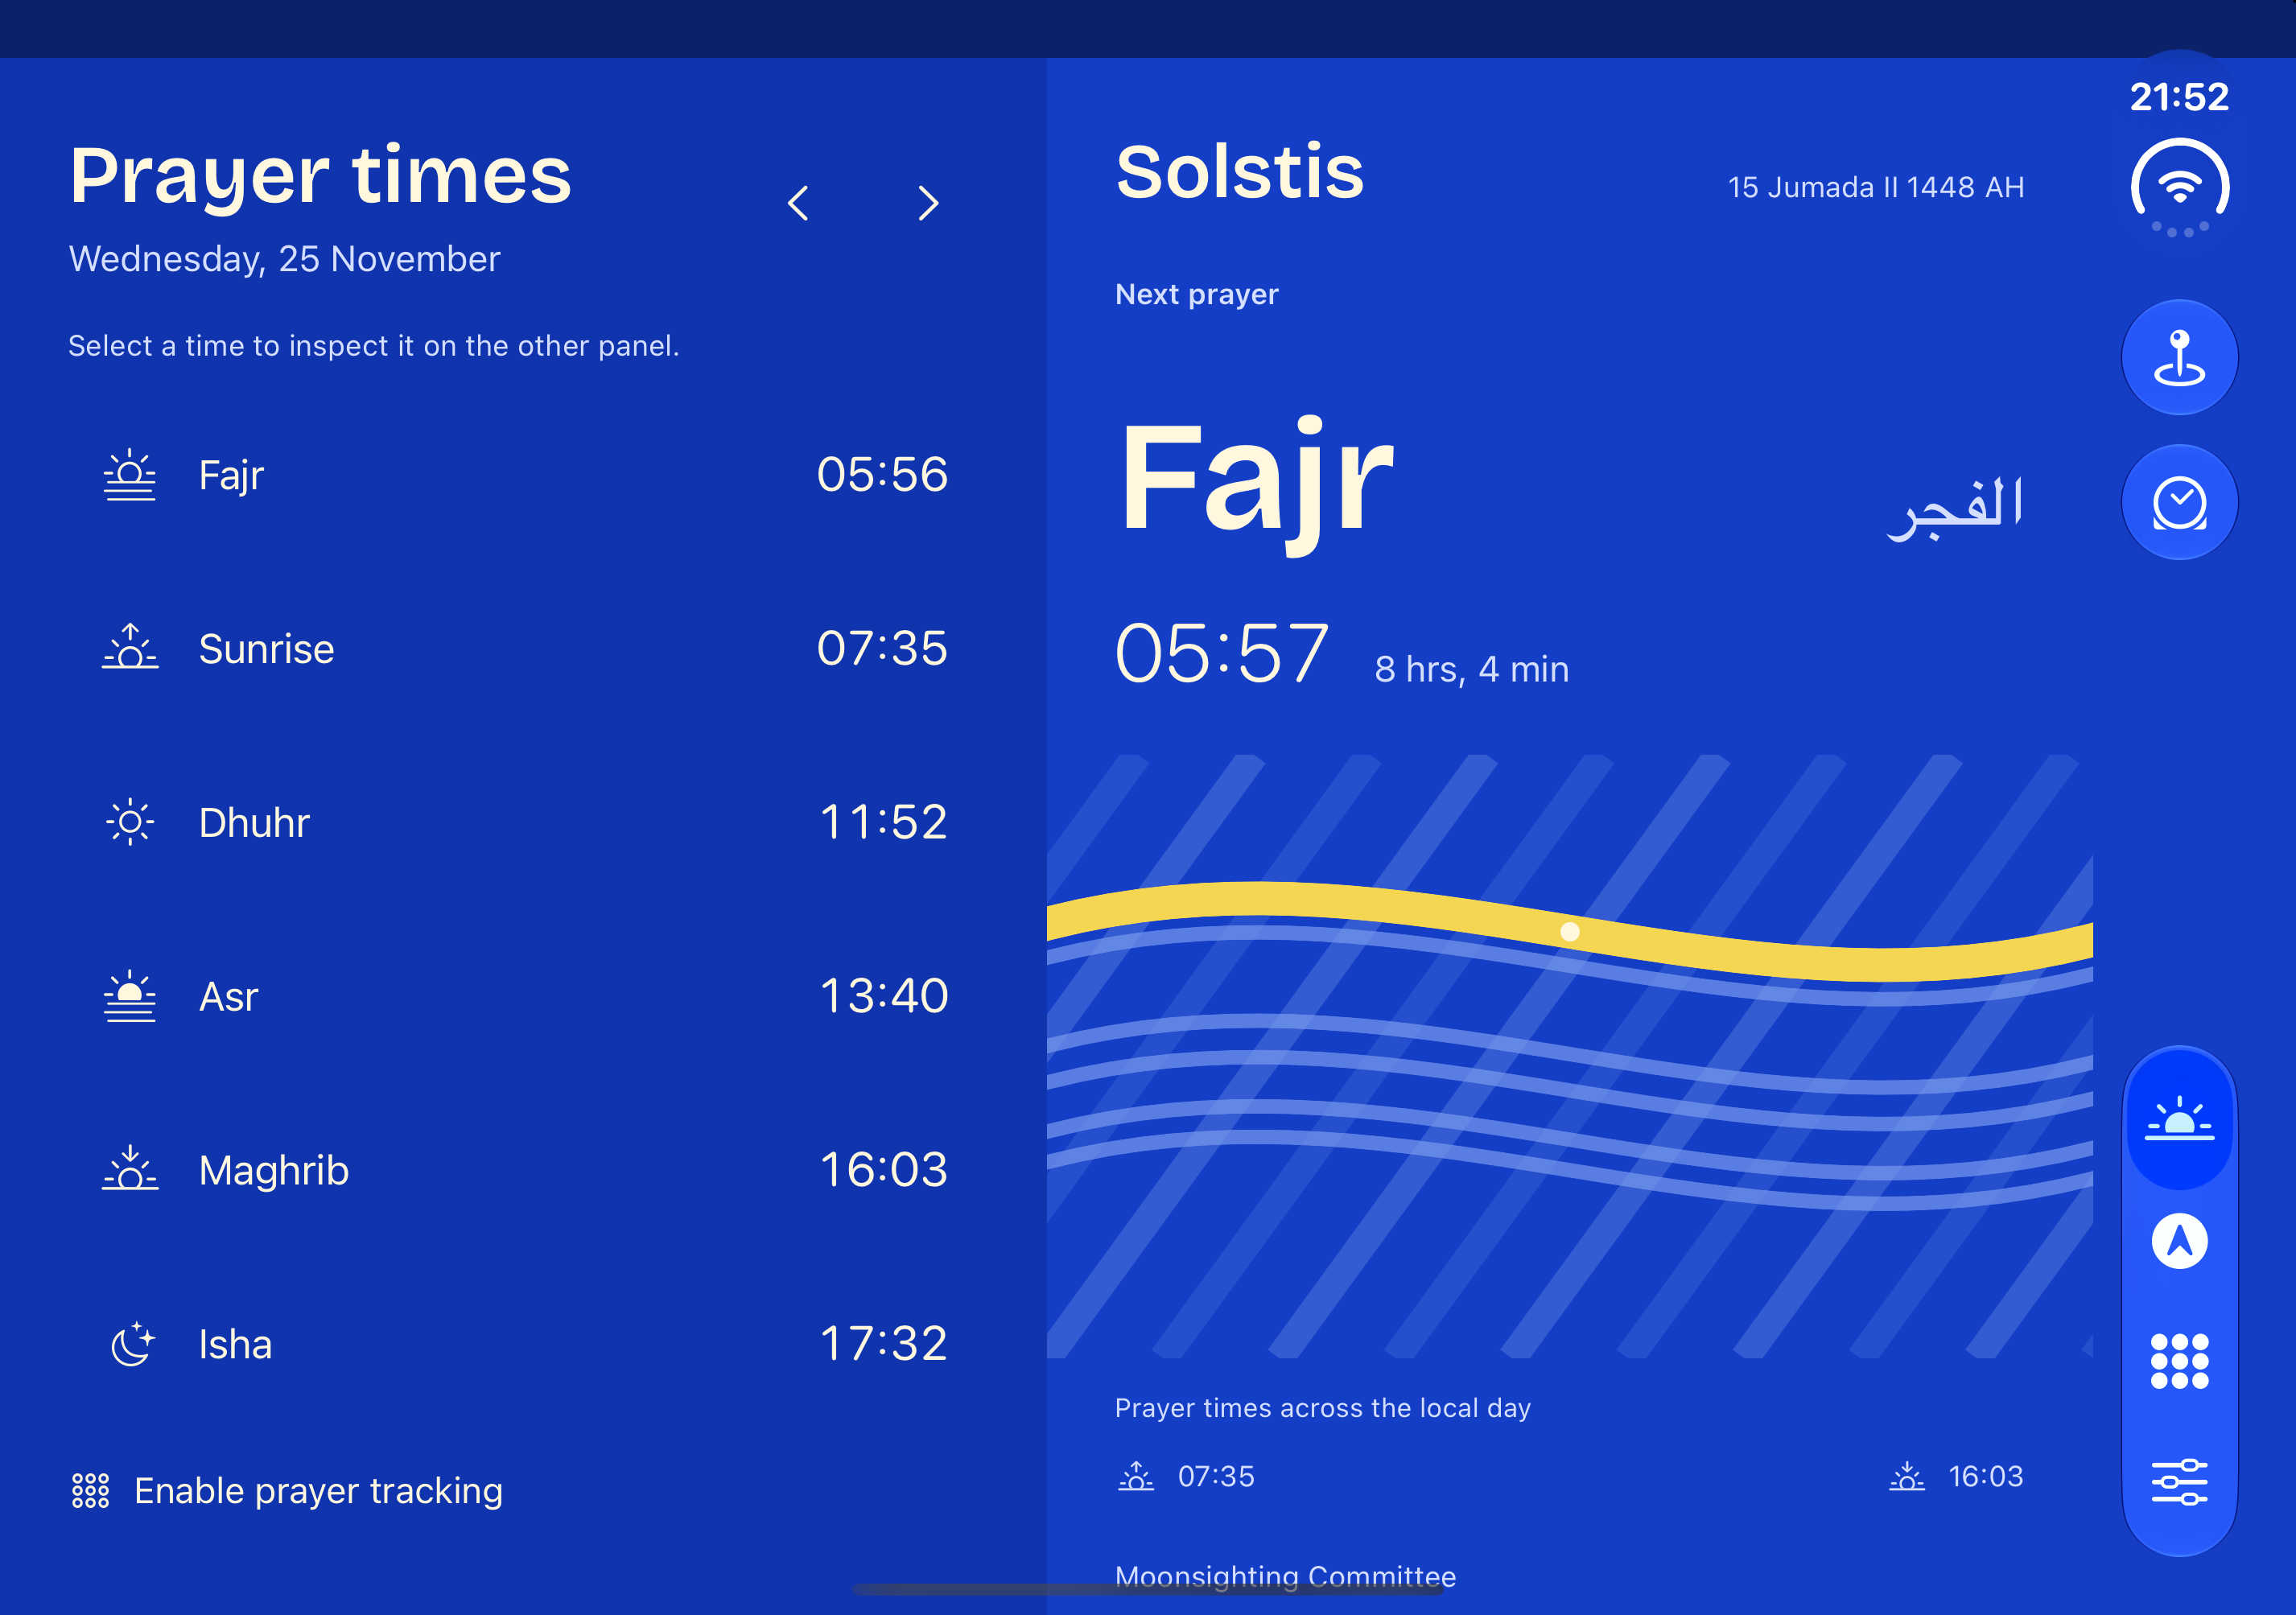 Prayer times
Wednesday, 25 November
Select a time to inspect it on the other panel.
Fajr 05:56
Sunrise 07:35
Dhuhr 11:52
Asr 13:40
Maghrib 16:03
Isha 17:32
Enable prayer tracking
Solstis
15 Jumada II 1448 AH
Next prayer
Fajr
الفجر
05:57 8 hrs, 4 min
Prayer times across the local day
07:35 16:03
Moonsighting Committee
21:52